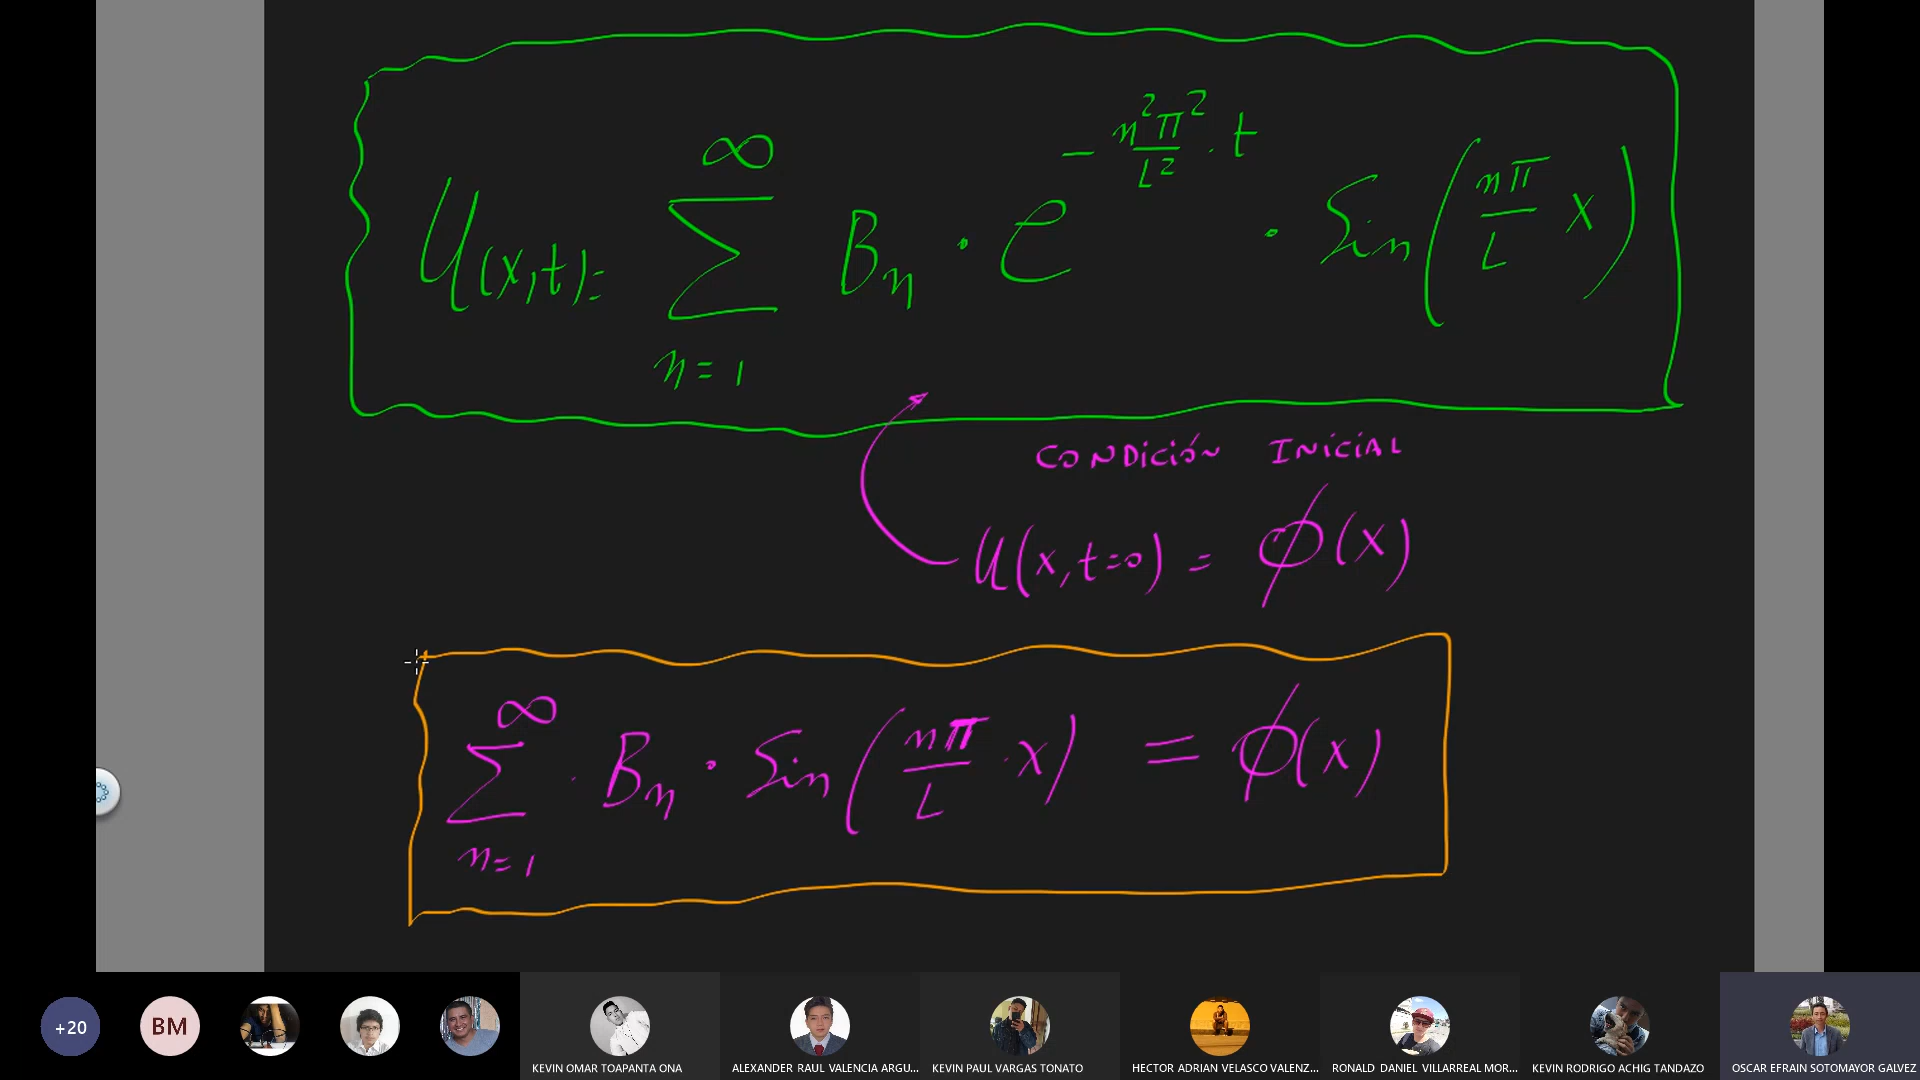 U(x,t)= ∞∑n=1 Bn · e^(-n²π²/L² · t) · Sin(nπ/L x)
CONDICIÓN INICIAL
U(x,t=0) = ϕ(x)
∞∑n=1 · Bn · Sin(nπ/L · x) = ϕ(x)
+20
BM
KEVIN OMAR TOAPANTA ONA
ALEXANDER RAUL VALENCIA ARGU...
KEVIN PAUL VARGAS TONATO
HECTOR ADRIAN VELASCO VALENZ...
RONALD DANIEL VILLARREAL MOR...
KEVIN RODRIGO ACHIG TANDAZO
OSCAR EFRAIN SOTOMAYOR GALVEZ